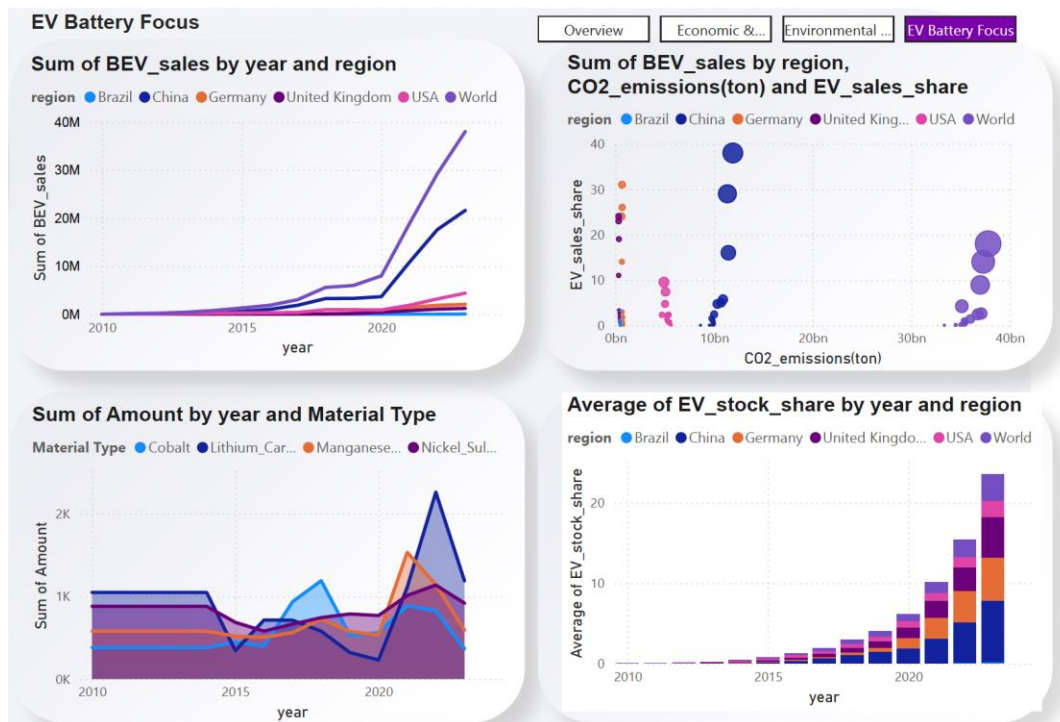 EV Battery Focus
Overview
Economic &...
Environmental ...
EV Battery Focus
Sum of BEV_sales by year and region
region Brazil China Germany United Kingdom USA World
40M
30M
20M
10M
0M
Sum of BEV_sales
2010 2015 2020
year
Sum of BEV_sales by region,
CO2_emissions(ton) and EV_sales_share
region Brazil China Germany United King... USA World
40
30
20
10
0
EV_sales_share
0bn 10bn 20bn 30bn 40bn
CO2_emissions(ton)
Sum of Amount by year and Material Type
Material Type Cobalt Lithium_Car... Manganese... Nickel_Sul...
2K
1K
0K
Sum of Amount
2010 2015 2020
year
Average of EV_stock_share by year and region
region Brazil China Germany United Kingdo... USA World
20
10
0
Average of EV_stock_share
2010 2015 2020
year